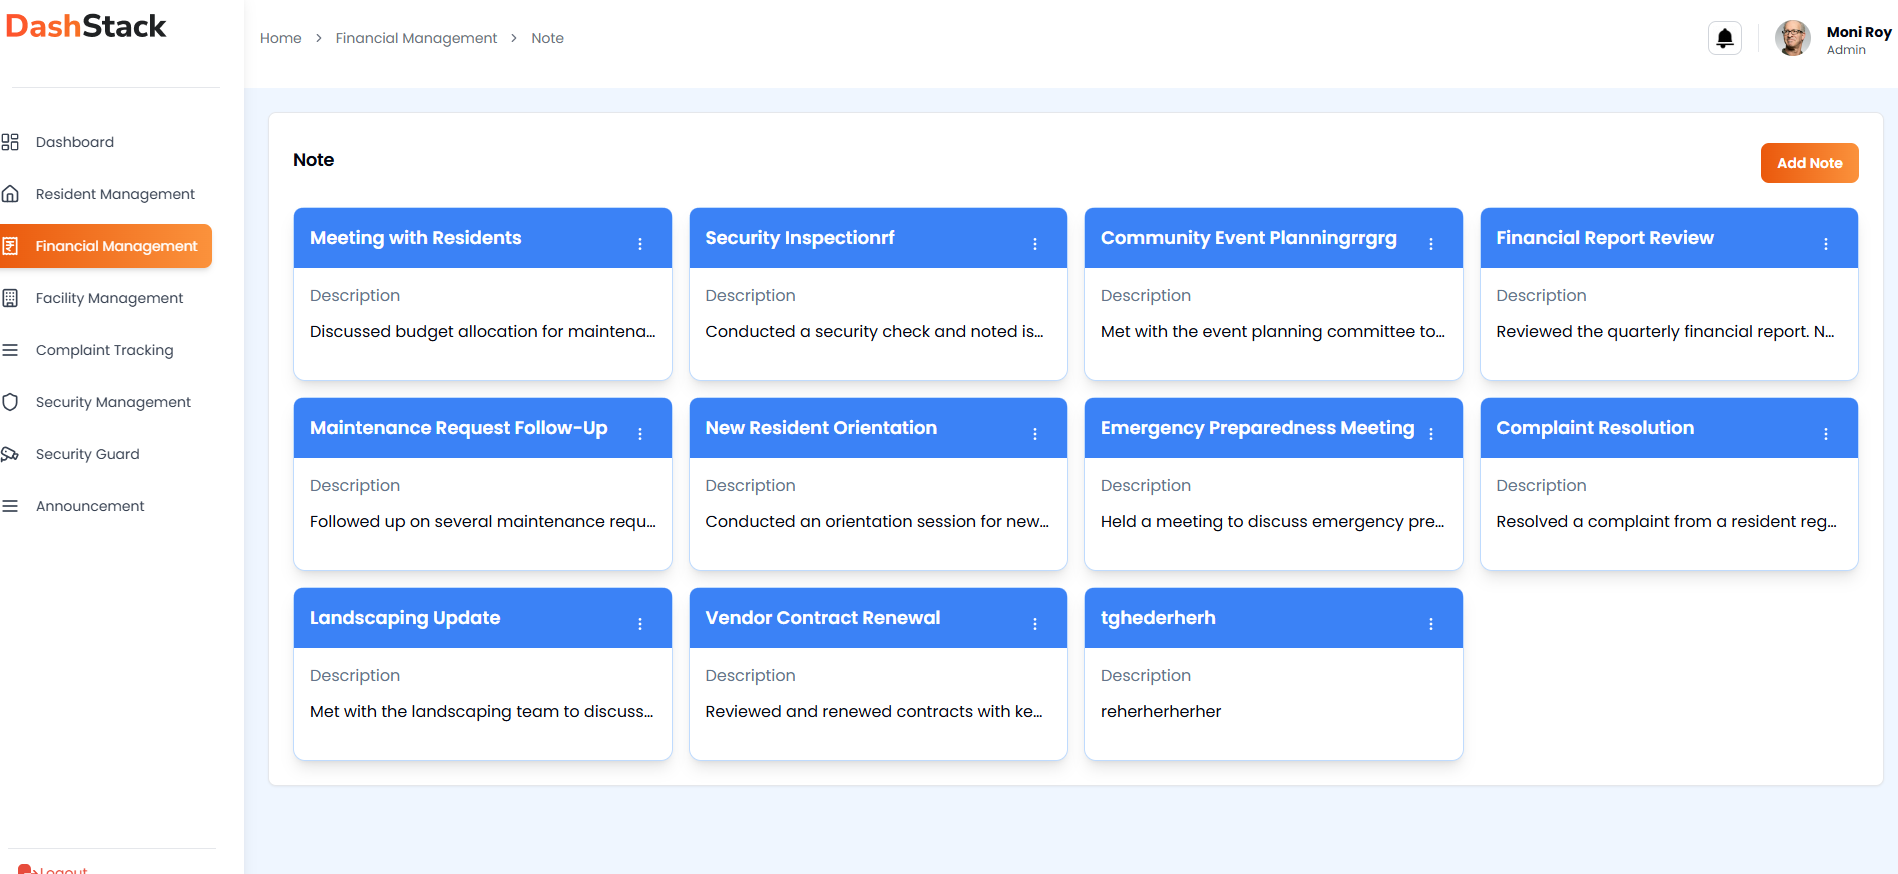 DashStack
Home > Financial Management > Note
Moni Roy
Admin
Dashboard
Resident Management
Financial Management
Facility Management
Complaint Tracking
Security Management
Security Guard
Announcement
Logout
Note
Add Note
Meeting with Residents
Description
Discussed budget allocation for maintena...
Security Inspectionrf
Description
Conducted a security check and noted is...
Community Event Planningrrgrg
Description
Met with the event planning committee to...
Financial Report Review
Description
Reviewed the quarterly financial report. N...
Maintenance Request Follow-Up
Description
Followed up on several maintenance requ...
New Resident Orientation
Description
Conducted an orientation session for new...
Emergency Preparedness Meeting
Description
Held a meeting to discuss emergency pre...
Complaint Resolution
Description
Resolved a complaint from a resident reg...
Landscaping Update
Description
Met with the landscaping team to discuss...
Vendor Contract Renewal
Description
Reviewed and renewed contracts with ke...
tghederherh
Description
reherherherher